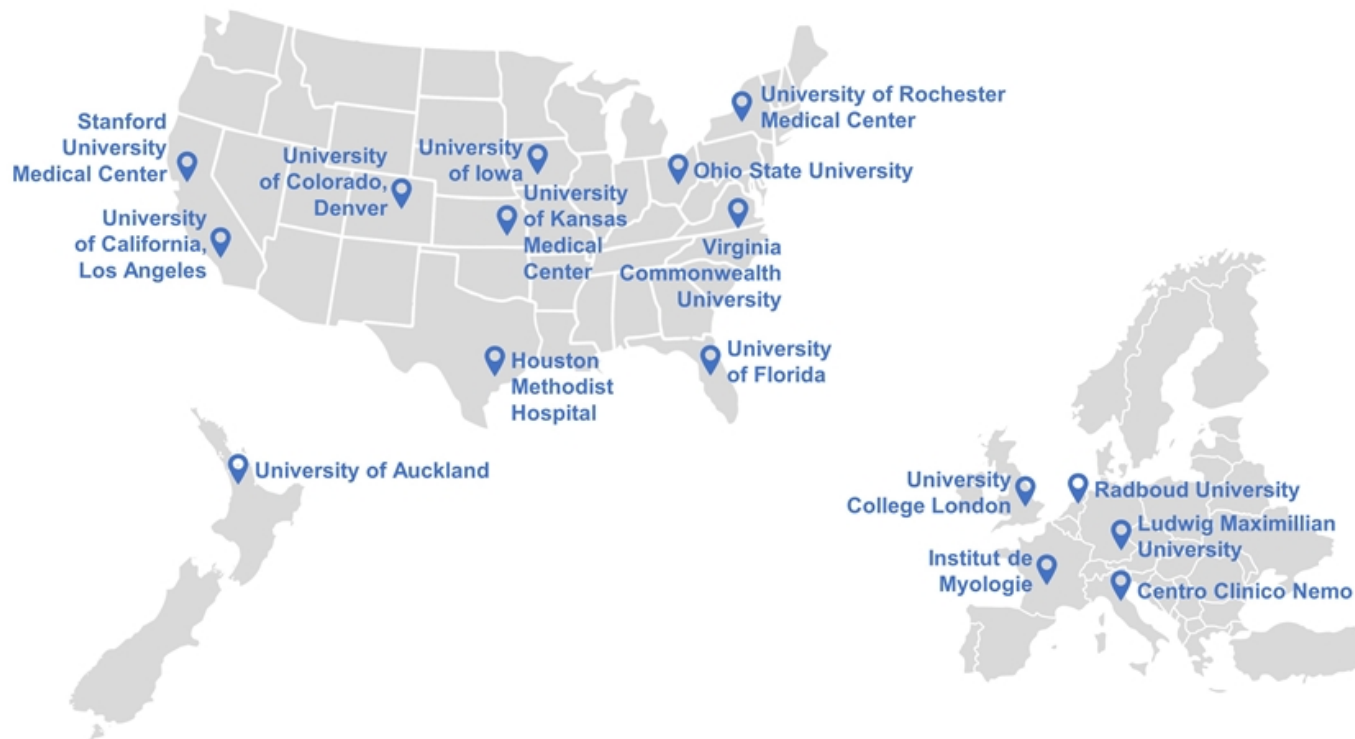 Stanford
University
Medical Center
University
of California,
Los Angeles
University
of Colorado,
Denver
University
of Iowa
University
of Kansas
Medical
Center
University of Rochester
Medical Center
Ohio State University
Virginia
Commonwealth
University
Houston
Methodist
Hospital
University
of Florida
University of Auckland
University
College London
Radboud University
Ludwig Maximillian
University
Institut de
Myologie
Centro Clinico Nemo